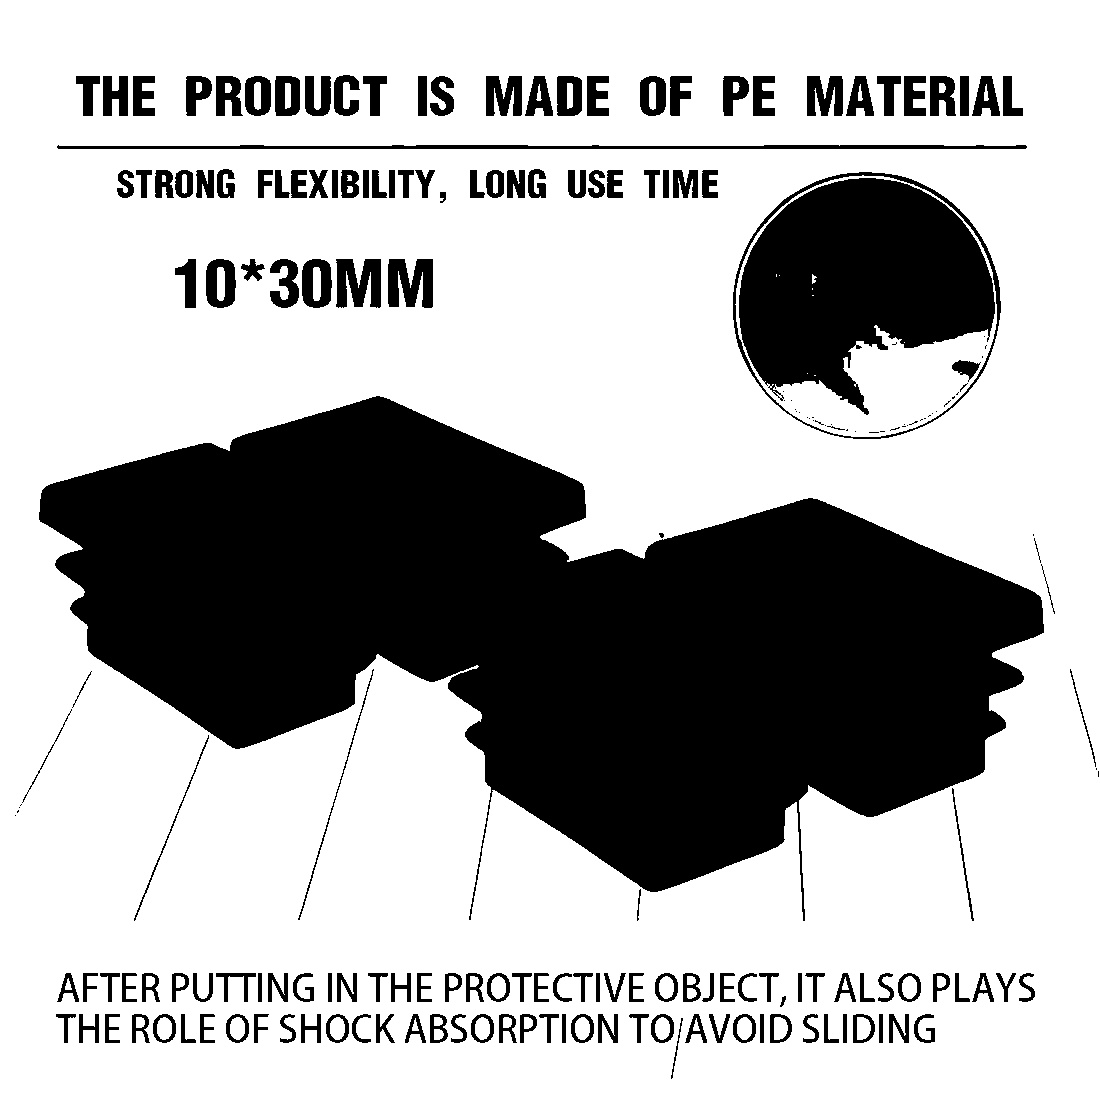 THE PRODUCT IS MADE OF PE MATERIAL
STRONG FLEXIBILITY, LONG USE TIME
10*30MM
AFTER PUTTING IN THE PROTECTIVE OBJECT, IT ALSO PLAYS
THE ROLE OF SHOCK ABSORPTION TO AVOID SLIDING